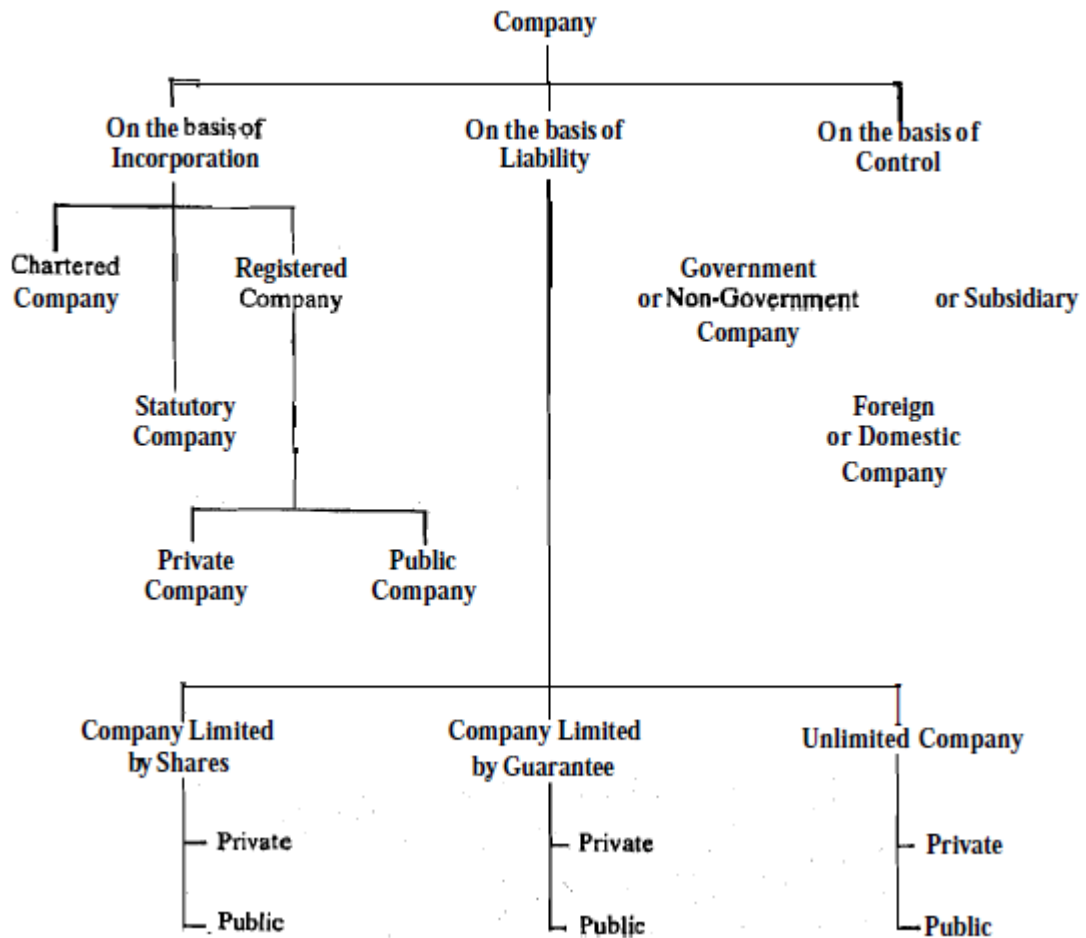 Company
On the basis of
Incorporation
On the basis of
Liability
On the basis of
Control
Chartered
Company
Registered
Company
Government
or Non-Government
Company
or Subsidiary
Statutory
Company
Foreign
or Domestic
Company
Private
Company
Public
Company
Company Limited
by Shares
Company Limited
by Guarantee
Unlimited Company
Private
Private
Private
Public
Public
Public